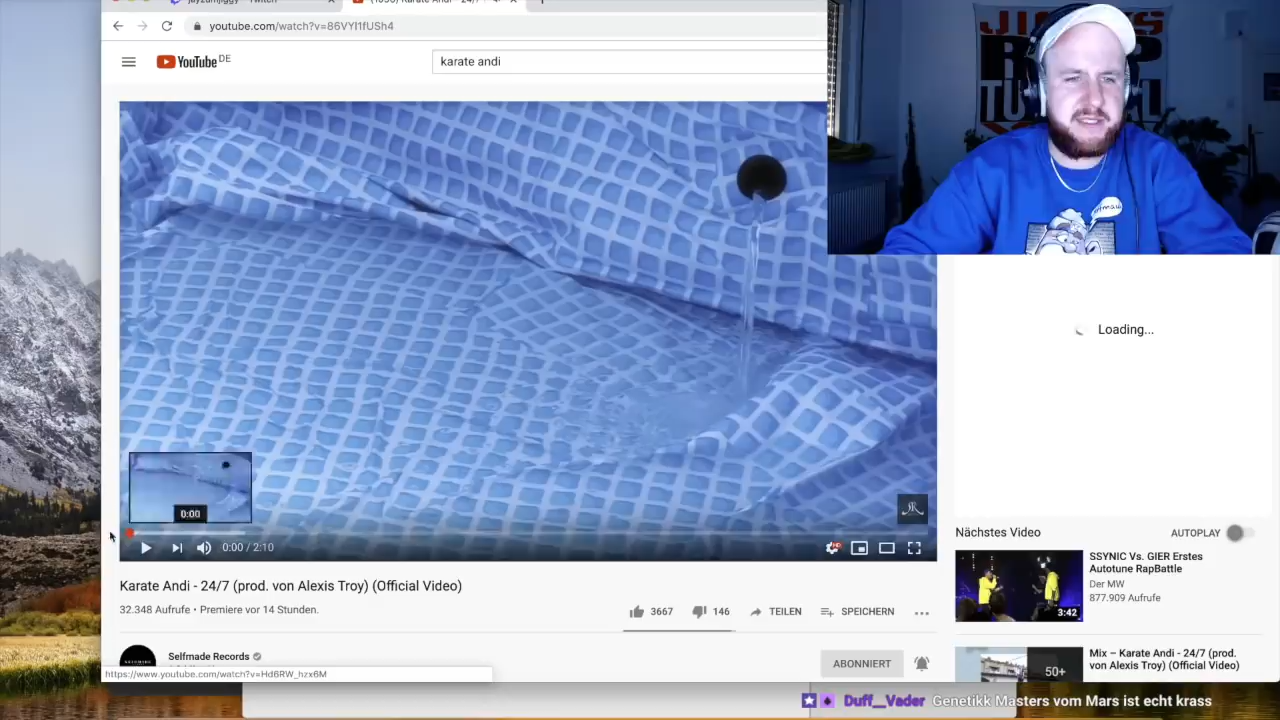 youtube.com/watch?v=86VYI1fUSh4
YouTube DE
karate andi
Loading...
0:00
0:00 / 2:10
Karate Andi - 24/7 (prod. von Alexis Troy) (Official Video)
32.348 Aufrufe • Premiere vor 14 Stunden.
3667
146
TEILEN
SPEICHERN
Selfmade Records
ABONNIERT
https://www.youtube.com/watch?v=Hd6RW_hzx6M
Nächstes Video
AUTOPLAY
SSYNIC Vs. GIER Erstes
Autotune RapBattle
Der MW
877.909 Aufrufe
3:42
Mix – Karate Andi - 24/7 (prod.
von Alexis Troy) (Official Video)
50+
Duff__Vader Genetikk Masters vom Mars ist echt krass